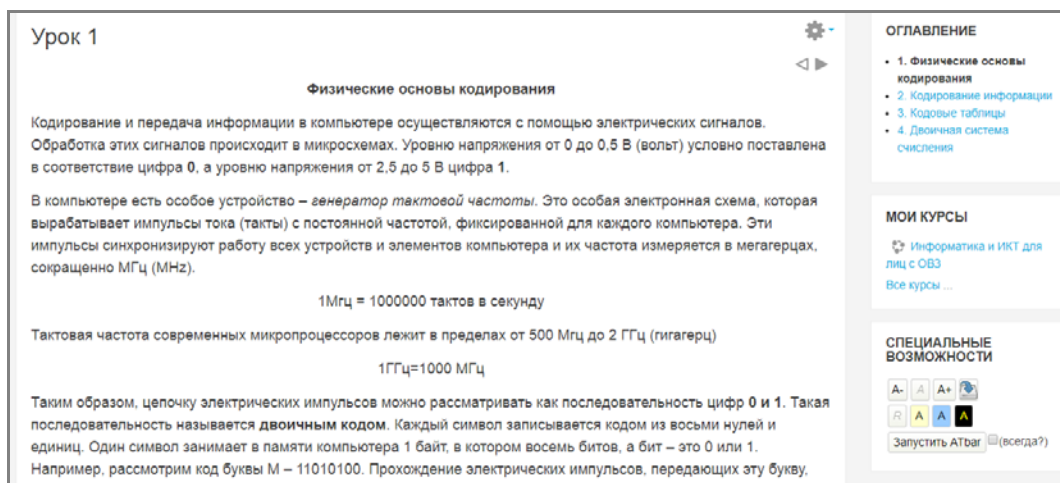 Урок 1
Физические основы кодирования
Кодирование и передача информации в компьютере осуществляются с помощью электрических сигналов.
Обработка этих сигналов происходит в микросхемах. Уровню напряжения от 0 до 0,5 В (вольт) условно поставлена
в соответствие цифра 0, а уровню напряжения от 2,5 до 5 В цифра 1.
В компьютере есть особое устройство – генератор тактовой частоты. Это особая электронная схема, которая
вырабатывает импульсы тока (такты) с постоянной частотой, фиксированной для каждого компьютера. Эти
импульсы синхронизируют работу всех устройств и элементов компьютера и их частота измеряется в мегагерцах,
сокращенно МГц (MHz).
1Мгц = 1000000 тактов в секунду
Тактовая частота современных микропроцессоров лежит в пределах от 500 Мгц до 2 ГГц (гигагерц)
1ГГц=1000 МГц
Таким образом, цепочку электрических импульсов можно рассматривать как последовательность цифр 0 и 1. Такая
последовательность называется двоичным кодом. Каждый символ записывается кодом из восьми нулей и
единиц. Один символ занимает в памяти компьютера 1 байт, в котором восемь битов, а бит – это 0 или 1.
Например, рассмотрим код буквы М – 11010100. Прохождение электрических импульсов, передающих эту букву,
ОГЛАВЛЕНИЕ
1. Физические основы
кодирования
2. Кодирование информации
3. Кодовые таблицы
4. Двоичная система
счисления
МОИ КУРСЫ
Информатика и ИКТ для
лиц с ОВЗ
Все курсы ...
СПЕЦИАЛЬНЫЕ
ВОЗМОЖНОСТИ
A- A A+
R A A A
Запустить ATbar (всегда?)